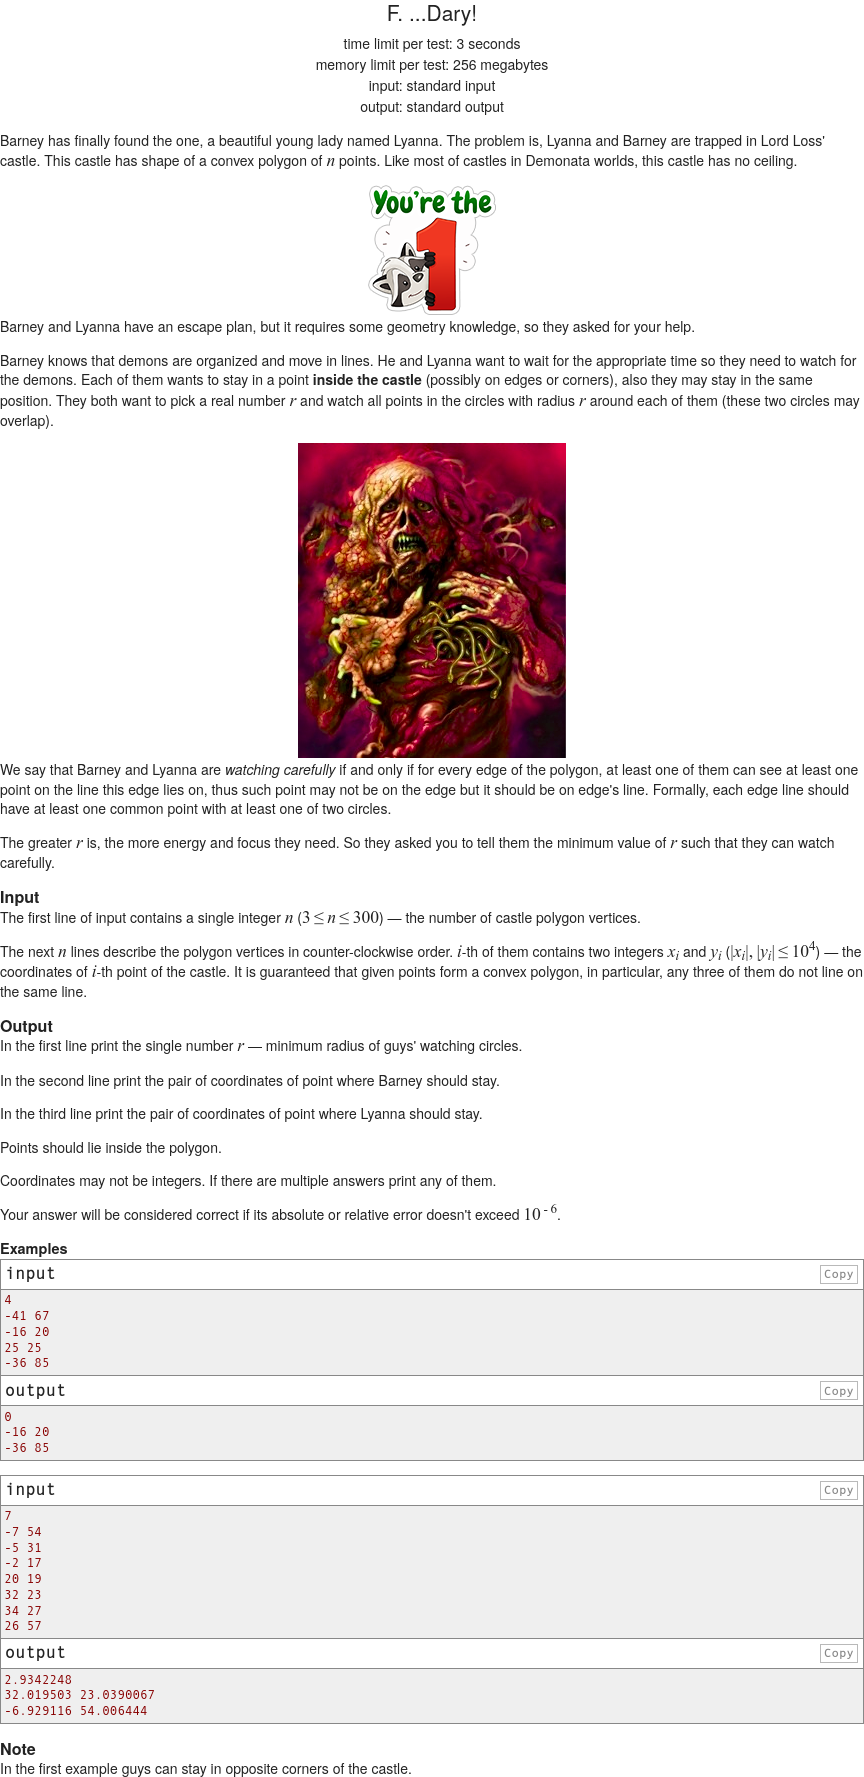 F. ...Dary!
time limit per test: 3 seconds
memory limit per test: 256 megabytes
input: standard input
output: standard output
Barney has finally found the one, a beautiful young lady named Lyanna. The problem is, Lyanna and Barney are trapped in Lord Loss'
castle. This castle has shape of a convex polygon of n points. Like most of castles in Demonata worlds, this castle has no ceiling.
You're the
1
Barney and Lyanna have an escape plan, but it requires some geometry knowledge, so they asked for your help.
Barney knows that demons are organized and move in lines. He and Lyanna want to wait for the appropriate time so they need to watch for
the demons. Each of them wants to stay in a point inside the castle (possibly on edges or corners), also they may stay in the same
position. They both want to pick a real number r and watch all points in the circles with radius r around each of them (these two circles may
overlap).
We say that Barney and Lyanna are watching carefully if and only if for every edge of the polygon, at least one of them can see at least one
point on the line this edge lies on, thus such point may not be on the edge but it should be on edge's line. Formally, each edge line should
have at least one common point with at least one of two circles.
The greater r is, the more energy and focus they need. So they asked you to tell them the minimum value of r such that they can watch
carefully.
Input
The first line of input contains a single integer n (3 ≤ n ≤ 300) — the number of castle polygon vertices.
The next n lines describe the polygon vertices in counter-clockwise order. i-th of them contains two integers xi and yi (|xi|, |yi| ≤ 10^4) — the
coordinates of i-th point of the castle. It is guaranteed that given points form a convex polygon, in particular, any three of them do not line on
the same line.
Output
In the first line print the single number r — minimum radius of guys' watching circles.
In the second line print the pair of coordinates of point where Barney should stay.
In the third line print the pair of coordinates of point where Lyanna should stay.
Points should lie inside the polygon.
Coordinates may not be integers. If there are multiple answers print any of them.
Your answer will be considered correct if its absolute or relative error doesn't exceed 10^-6.
Examples
input Copy
4
-41 67
-16 20
25 25
-36 85
output Copy
0
-16 20
-36 85
input Copy
7
-7 54
-5 31
-2 17
20 19
32 23
34 27
26 57
output Copy
2.9342248
32.019503 23.0390067
-6.929116 54.006444
Note
In the first example guys can stay in opposite corners of the castle.